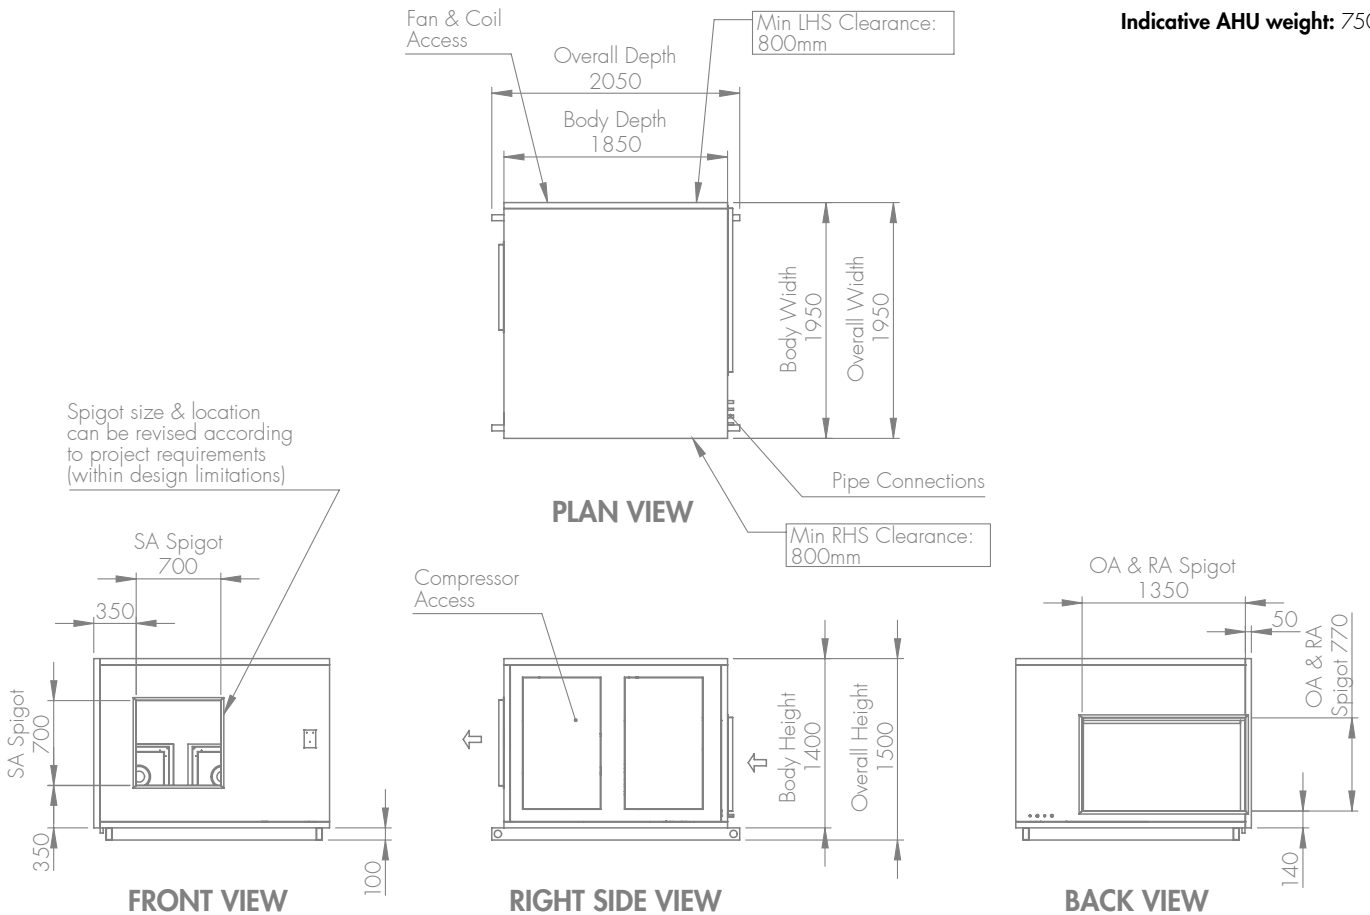 Fan & Coil
Access
Min LHS Clearance:
800mm
Indicative AHU weight: 750
Overall Depth
2050
Body Depth
1850
Body Width
1950
Overall Width
1950
Spigot size & location
can be revised according
to project requirements
(within design limitations)
Pipe Connections
PLAN VIEW
Min RHS Clearance:
800mm
SA Spigot
700
350
SA Spigot
700
350
100
FRONT VIEW
Compressor
Access
Body Height
1400
Overall Height
1500
RIGHT SIDE VIEW
OA & RA Spigot
1350
50
OA & RA
Spigot 770
140
BACK VIEW